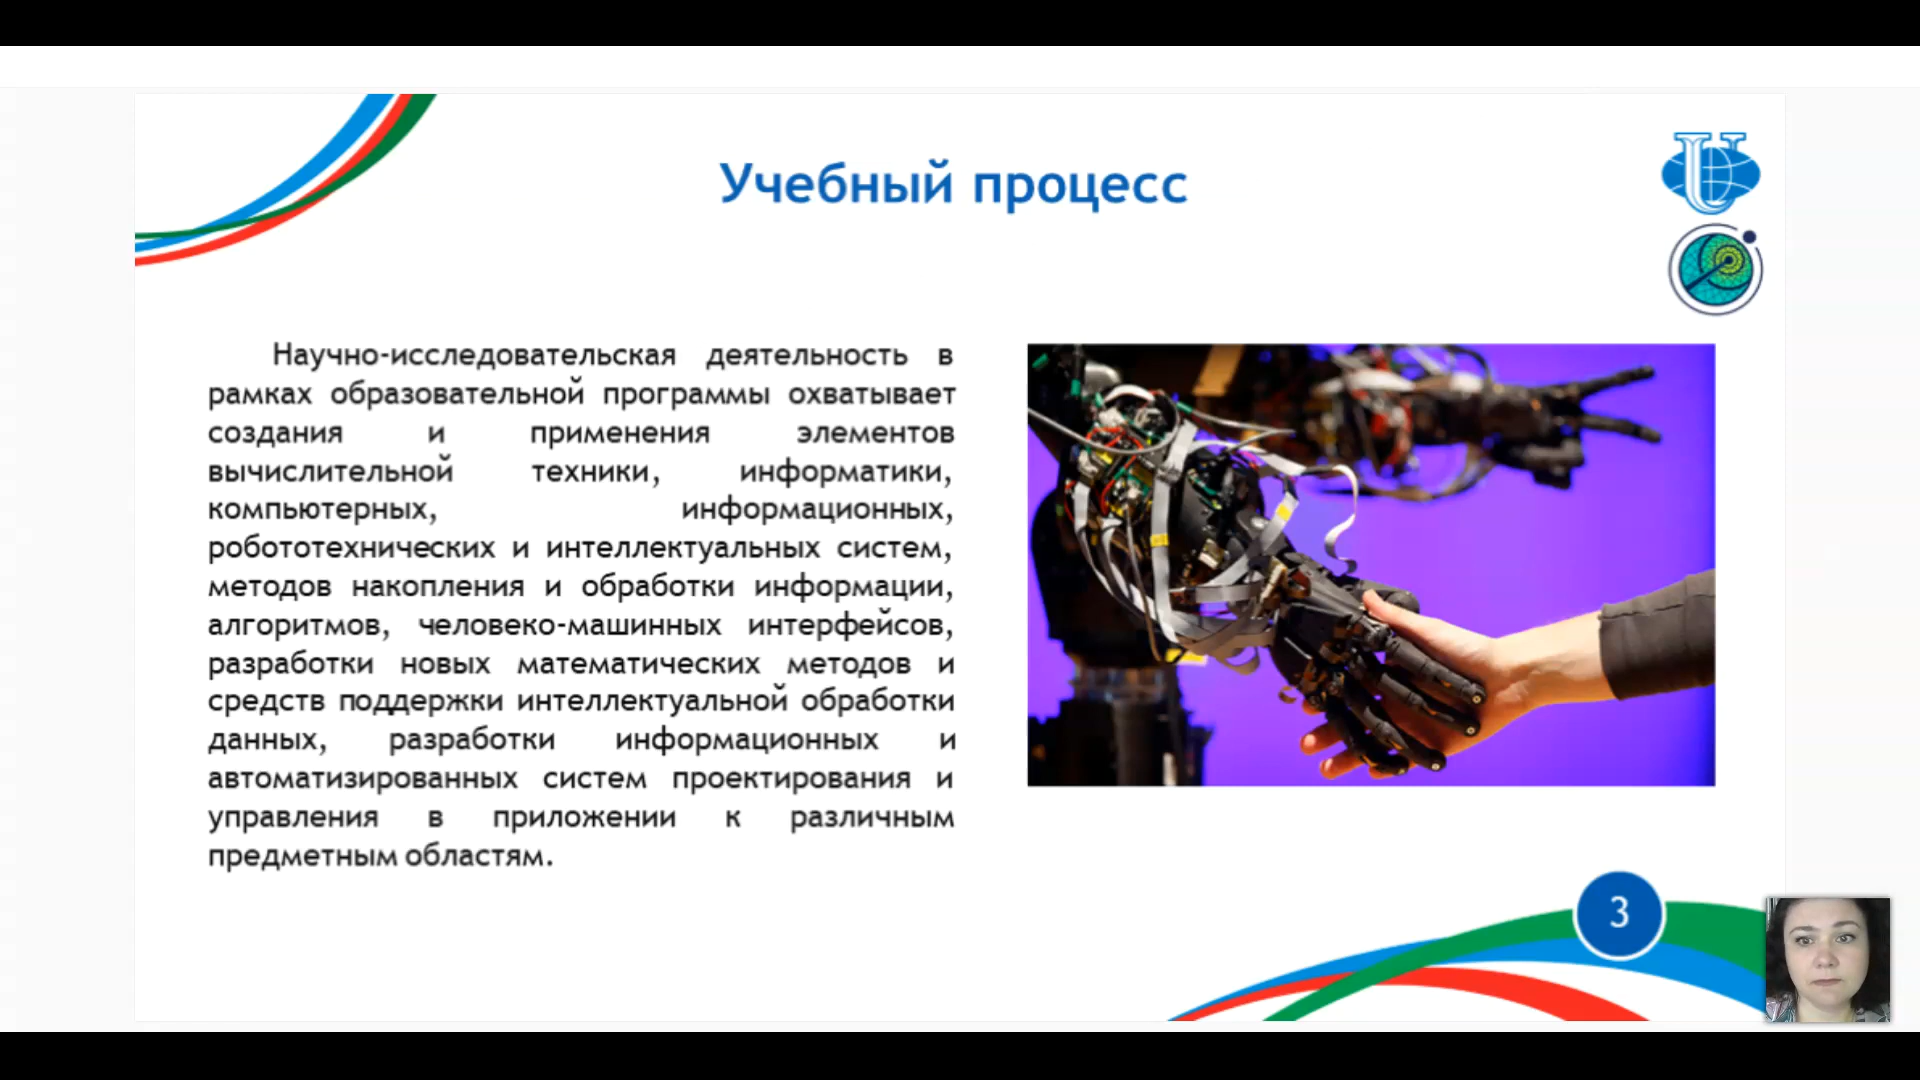 Учебный процесс
Научно-исследовательская деятельность в
рамках образовательной программы охватывает
создания и применения элементов
вычислительной техники, информатики,
компьютерных, информационных,
робототехнических и интеллектуальных систем,
методов накопления и обработки информации,
алгоритмов, человеко-машинных интерфейсов,
разработки новых математических методов и
средств поддержки интеллектуальной обработки
данных, разработки информационных и
автоматизированных систем проектирования и
управления в приложении к различным
предметным областям.
3